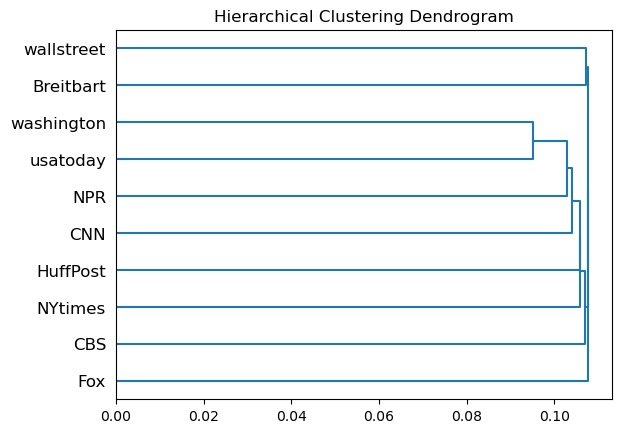 Hierarchical Clustering Dendrogram
wallstreet
Breitbart
washington
usatoday
NPR
CNN
HuffPost
NYtimes
CBS
Fox
0.00 0.02 0.04 0.06 0.08 0.10